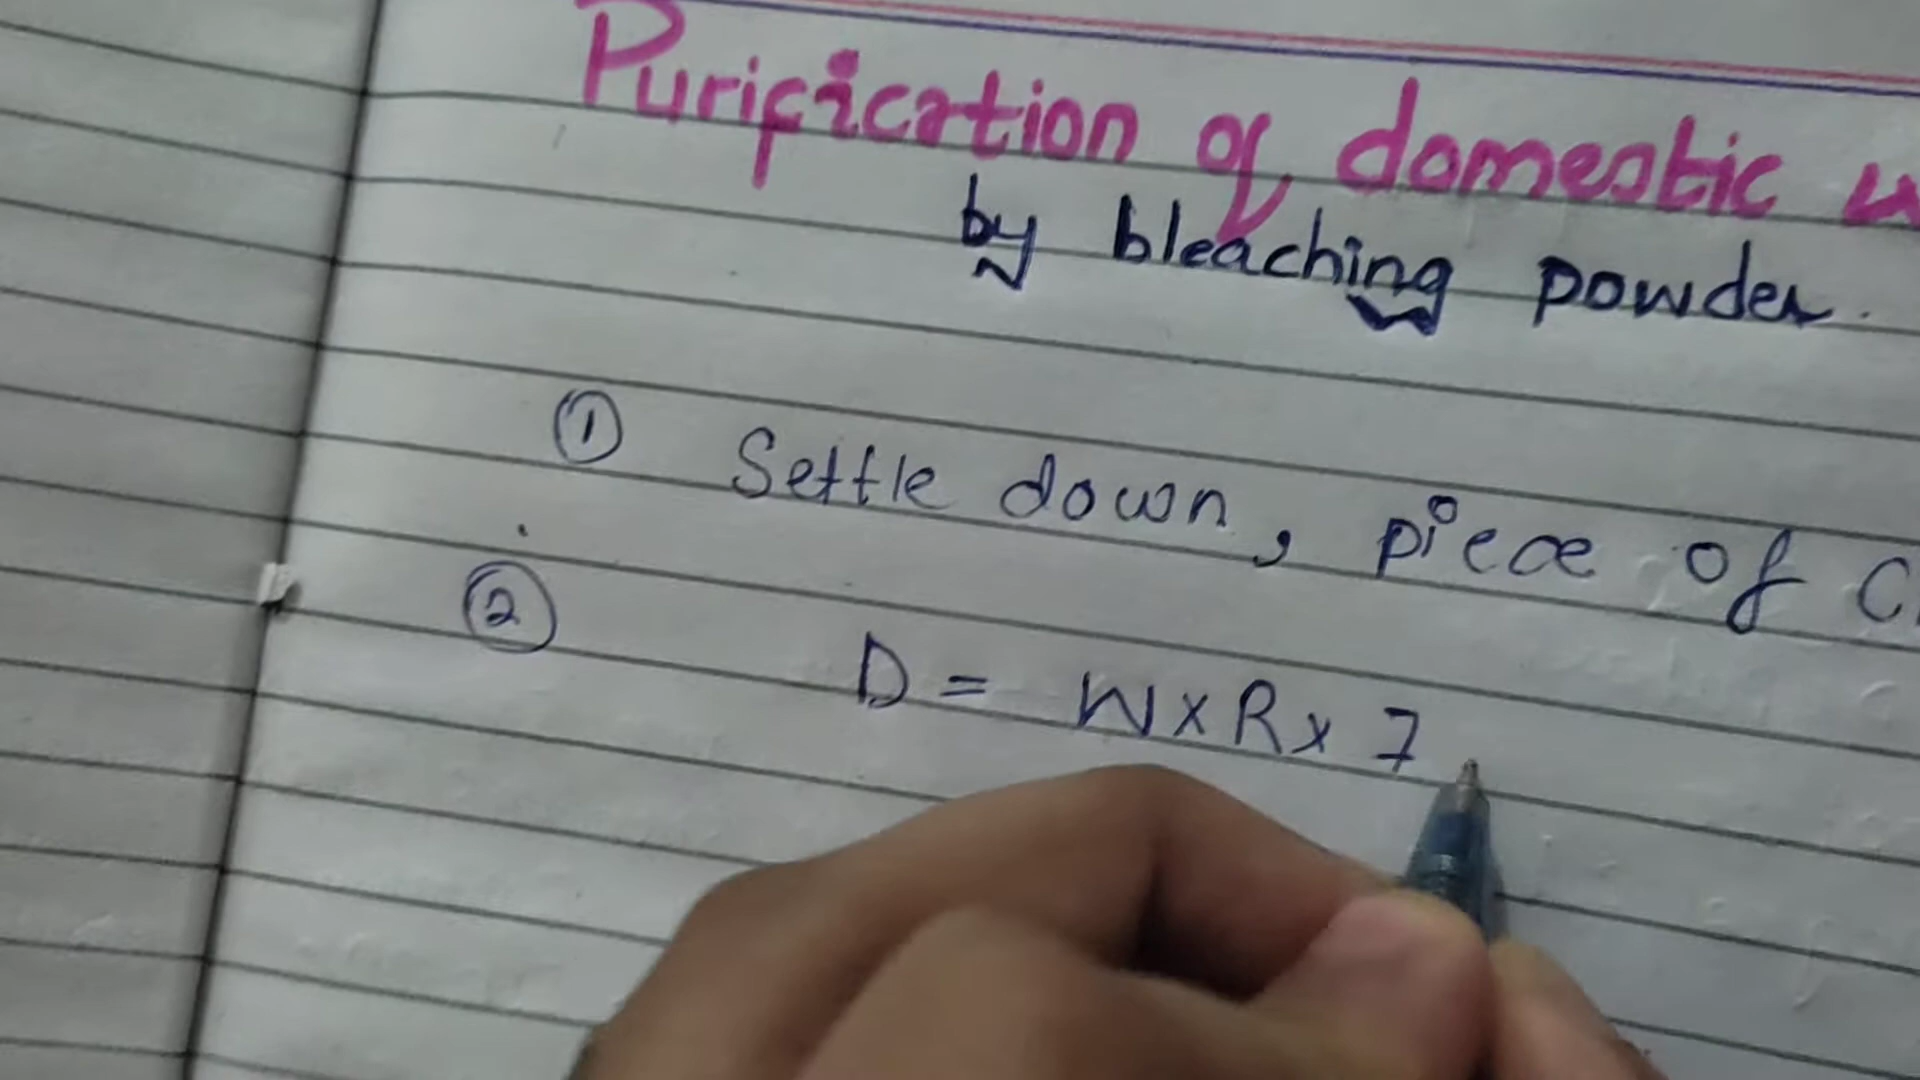 Purification of domestic
by bleaching powder.
① Settle down, piece of
② D = W x R x 7